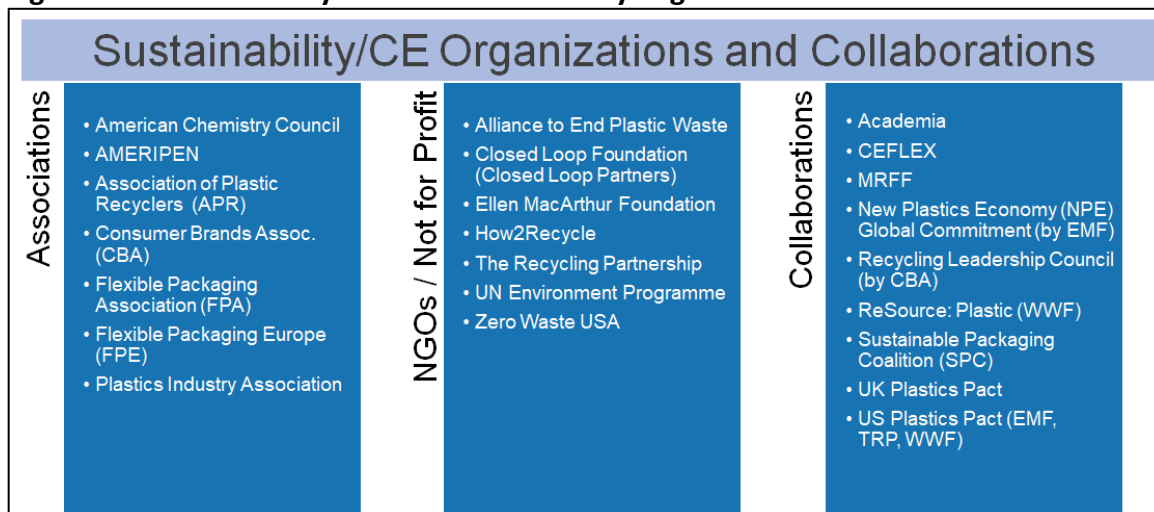 Sustainability/CE Organizations and Collaborations
Associations
• American Chemistry Council
• AMERIPEN
• Association of Plastic
Recyclers (APR)
• Consumer Brands Assoc.
(CBA)
• Flexible Packaging
Association (FPA)
• Flexible Packaging Europe
(FPE)
• Plastics Industry Association
NGOs / Not for Profit
• Alliance to End Plastic Waste
• Closed Loop Foundation
(Closed Loop Partners)
• Ellen MacArthur Foundation
• How2Recycle
• The Recycling Partnership
• UN Environment Programme
• Zero Waste USA
Collaborations
• Academia
• CEFLEX
• MRFF
• New Plastics Economy (NPE)
Global Commitment (by EMF)
• Recycling Leadership Council
(by CBA)
• ReSource: Plastic (WWF)
• Sustainable Packaging
Coalition (SPC)
• UK Plastics Pact
• US Plastics Pact (EMF,
TRP, WWF)